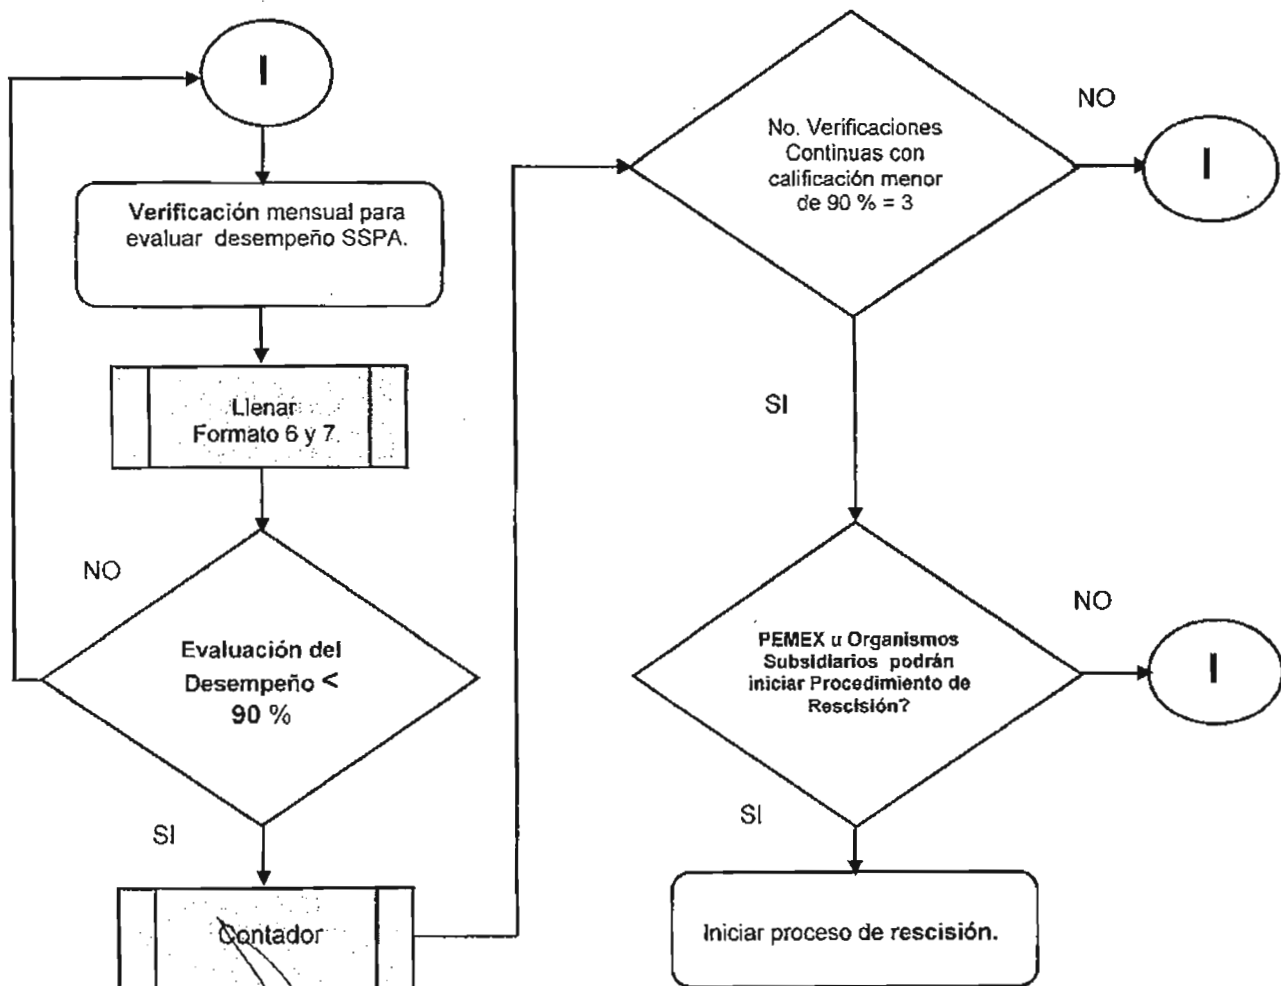 I
Verificación mensual para
evaluar desempeño SSPA.
Llenar
Formato 6 y 7
NO
Evaluación del
Desempeño <
90 %
SI
Contador
No. Verificaciones
Continuas con
calificación menor
de 90 % = 3
NO
I
SI
PEMEX u Organismos
Subsidiarios podrán
iniciar Procedimiento de
Rescisión?
NO
I
SI
Iniciar proceso de rescisión.